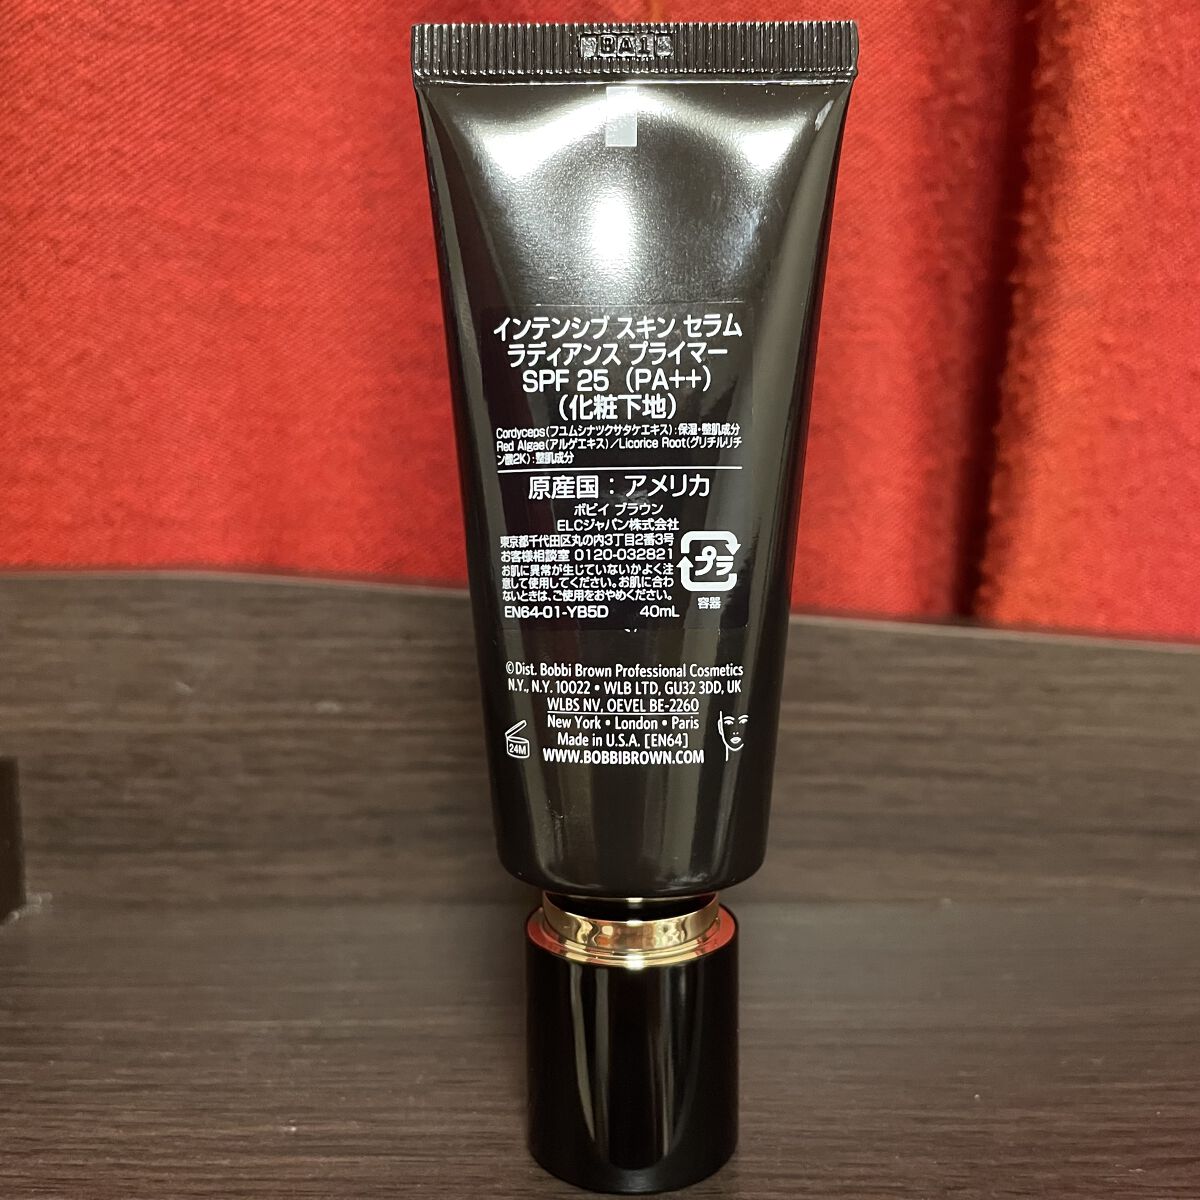 BA1
インテンシブ スキン セラム
ラディアンス プライマー
SPF 25 (PA++)
(化粧下地)
Cordyceps(フユムシナツクサタケエキス):保湿・整肌成分
Red Algae(アルゲエキス)/Licorice Root(グリチルリチ
ン酸2K):整肌成分
原産国:アメリカ
ボビイ ブラウン
ELCジャパン株式会社
東京都千代田区丸の内3丁目2番3号
お客様相談室 0120-032821
お肌に異常が生じていないかよく注
意して使用してください。お肌に合わ
ないときは、ご使用をおやめください。
EN64-01-YB5D 40mL
プラ
容器
©Dist. Bobbi Brown Professional Cosmetics
N.Y., N.Y. 10022 • WLB LTD, GU32 3DD, UK
WLBS NV, OEVEL BE-2260
New York • London • Paris
Made in U.S.A. [EN64]
WWW.BOBBIBROWN.COM
24M